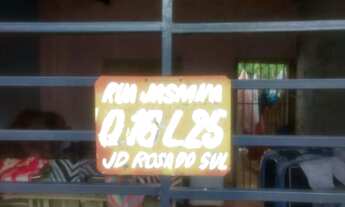 RUA JASMIM
Q 16 L 25
JD ROSA DO SUL